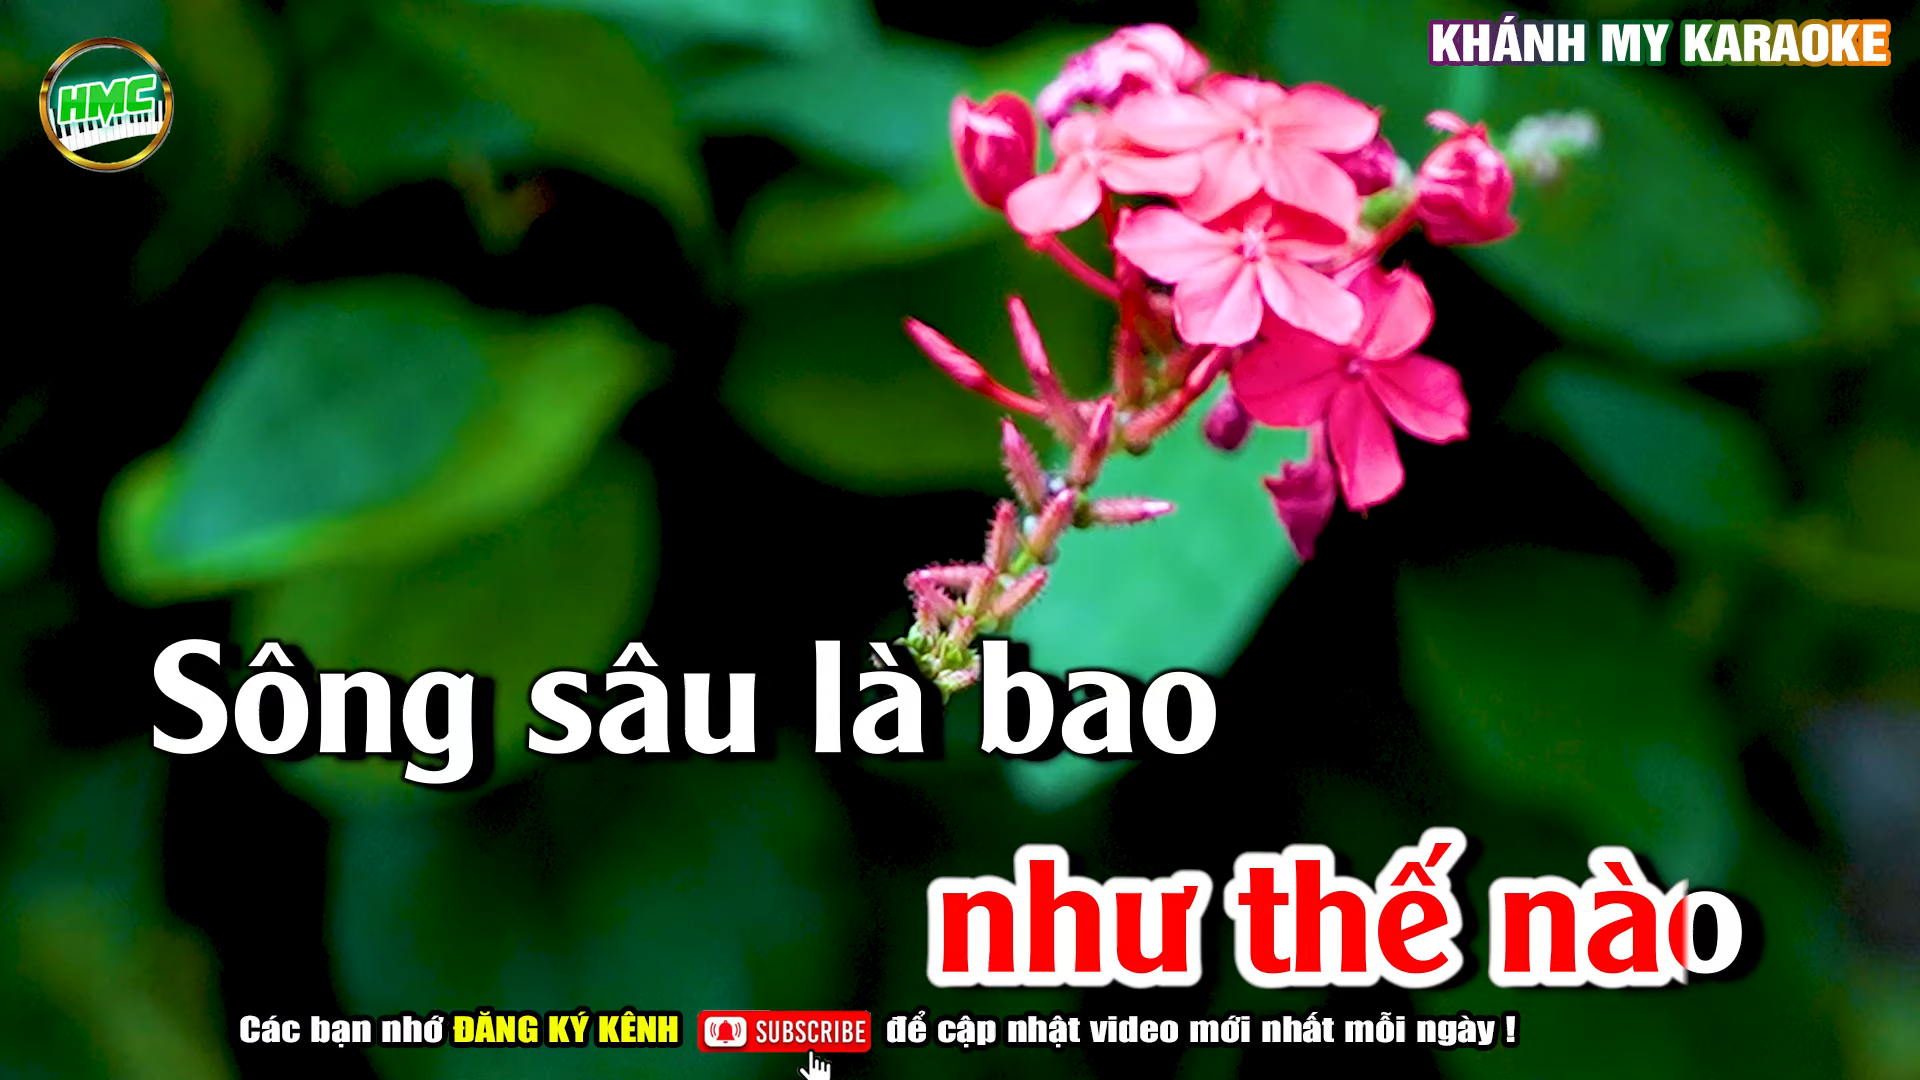 KHÁNH MY KARAOKE
HMC
Sông sâu là bao
như thế nào
Các bạn nhớ ĐĂNG KÝ KÊNH SUBSCRIBE để cập nhật video mới nhất mỗi ngày !